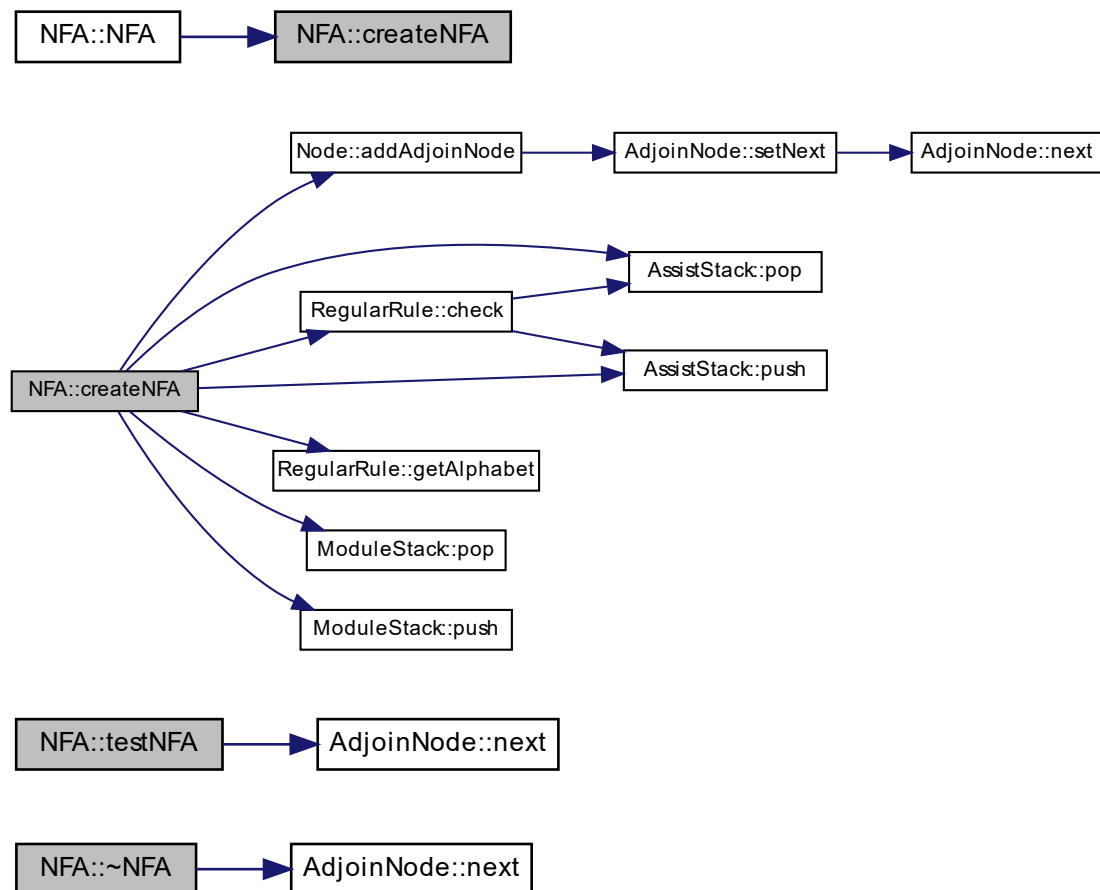 NFA::NFA
NFA::createNFA
Node::addAdjoinNode
AdjoinNode::setNext
AdjoinNode::next
AssistStack::pop
RegularRule::check
AssistStack::push
NFA::createNFA
RegularRule::getAlphabet
ModuleStack::pop
ModuleStack::push
NFA::testNFA
AdjoinNode::next
NFA::~NFA
AdjoinNode::next